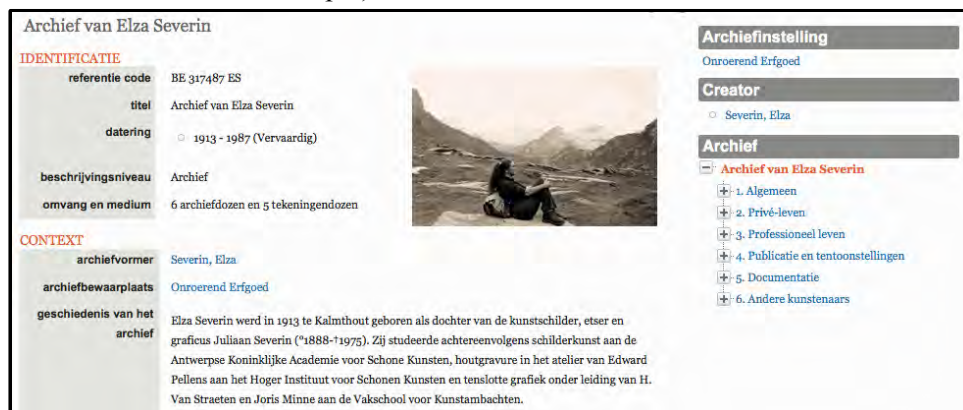 Archief van Elza Severin
IDENTIFICATIE
referentie code BE 317487 ES
titel Archief van Elza Severin
datering 1913 - 1987 (Vervaardig)
beschrijvingsniveau Archief
omvang en medium 6 archiefdozen en 5 tekeningendozen
CONTEXT
archiefvormer Severin, Elza
archiefbewaarplaats Onroerend Erfgoed
geschiedenis van het
archief
Elza Severin werd in 1913 te Kalmthout geboren als dochter van de kunstschilder, etser en
graficus Juliaan Severin (°1888-†1975). Zij studeerde achtereenvolgens schilderkunst aan de
Antwerpse Koninklijke Academie voor Schone Kunsten, houtgravure in het atelier van Edward
Pellens aan het Hoger Instituut voor Schonen Kunsten en tenslotte grafiek onder leiding van H.
Van Straeten en Joris Minne aan de Vakschool voor Kunstambachten.
Archiefinstelling
Onroerend Erfgoed
Creator
Severin, Elza
Archief
Archief van Elza Severin
1. Algemeen
2. Privé-leven
3. Professioneel leven
4. Publicatie en tentoonstellingen
5. Documentatie
6. Andere kunstenaars